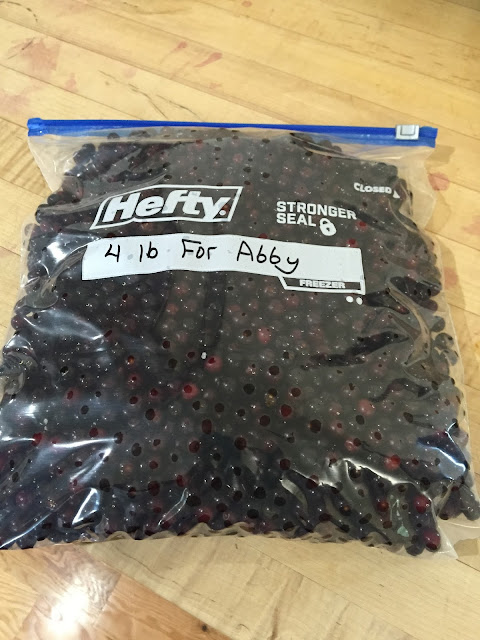 CLOSED
Hefty
STRONGER
SEAL
4 lb For Abby
FREEZER